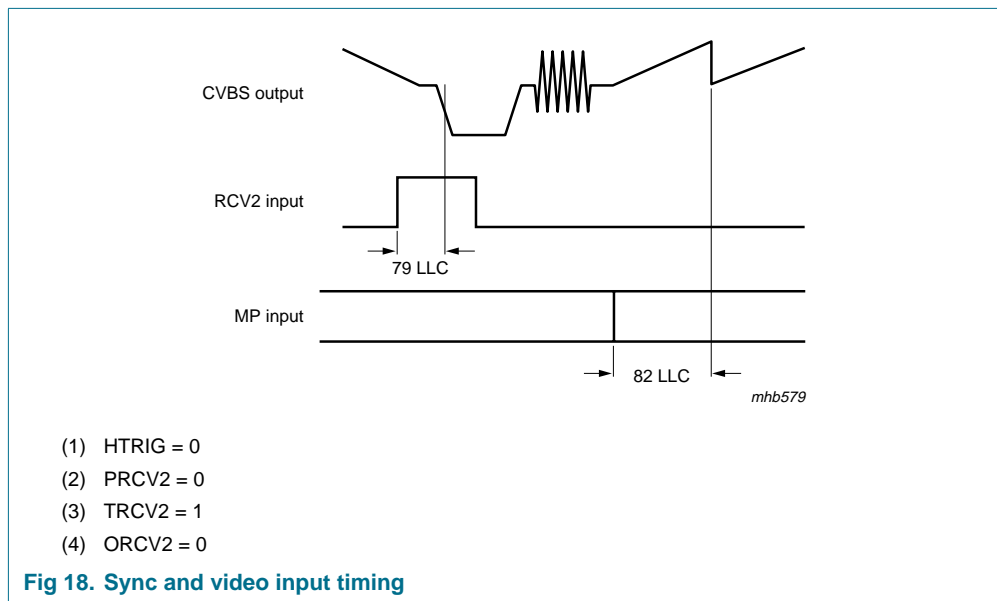 CVBS output
RCV2 input
79 LLC
MP input
82 LLC
mhb579
(1) HTRIG = 0
(2) PRCV2 = 0
(3) TRCV2 = 1
(4) ORCV2 = 0
Fig 18. Sync and video input timing